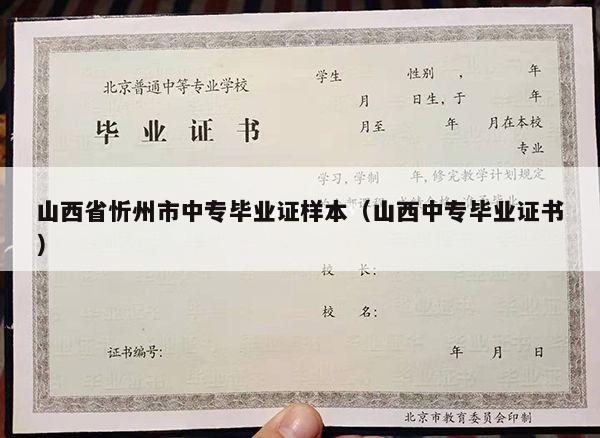 北京普通中等专业学校
毕业证书
学生 性别 , 年
月 日生, 于 年
月至 年 月在本校
专业
学习, 学制 年, 修完教学计划规定
山西省忻州市中专毕业证样本（山西中专毕业证书
）
校 长:
校 名:
证书编号:
年 月 日
北京市教育委员会印制